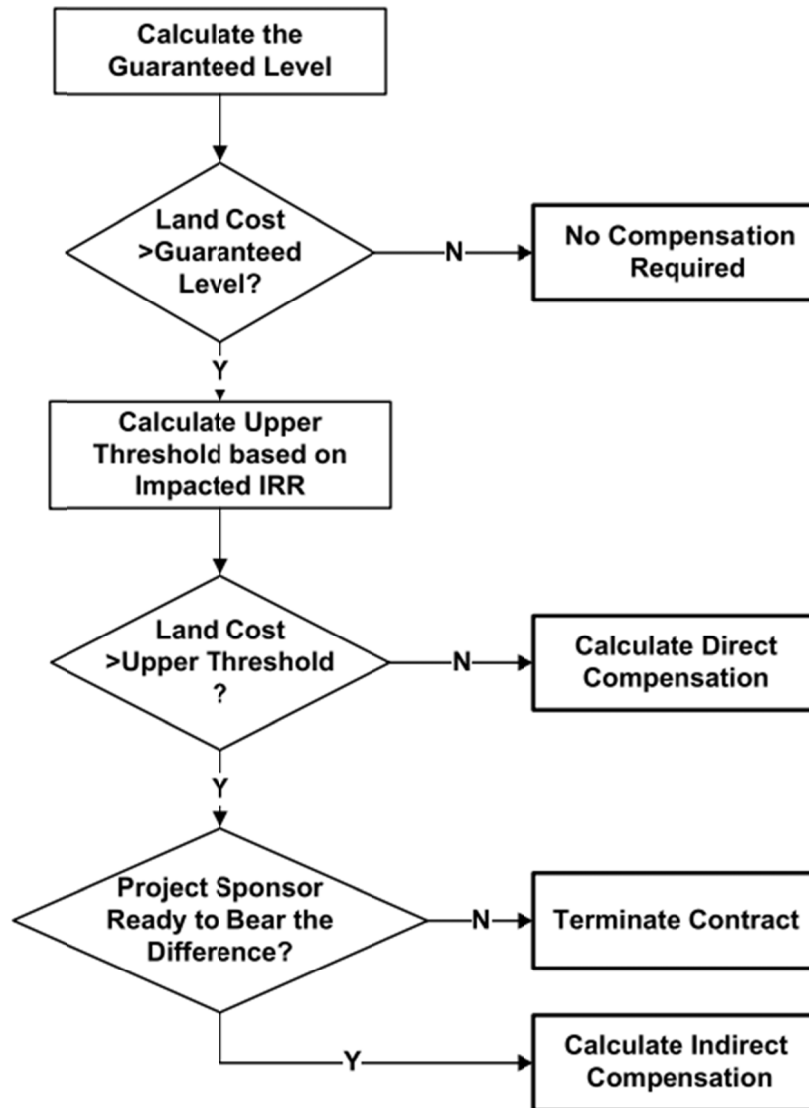 Calculate the
Guaranteed Level
Land Cost
>Guaranteed
Level?
N
No Compensation
Required
Y
Calculate Upper
Threshold based on
Impacted IRR
Land Cost
>Upper Threshold
?
N
Calculate Direct
Compensation
Y
Project Sponsor
Ready to Bear the
Difference?
N
Terminate Contract
Y
Calculate Indirect
Compensation